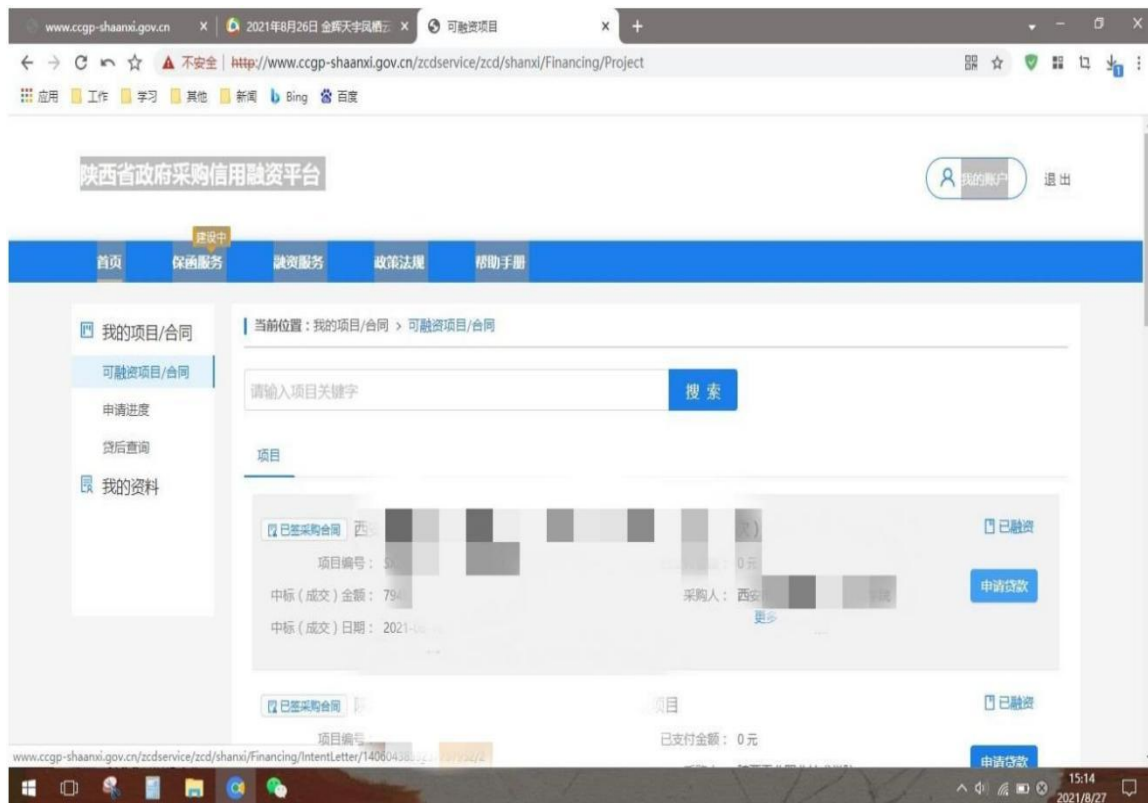 www.ccgp-shaanxi.gov.cn
2021年8月26日 金辉天宇凤栖云
可融资项目
不安全 http://www.ccgp-shaanxi.gov.cn/zcdservice/zcd/shanxi/Financing/Project
应用 工作 学习 其他 新闻 Bing 百度
陕西省政府采购信用融资平台
我的账户 退出
建设中
首页 保函服务 融资服务 政策法规 帮助手册
我的项目/合同
可融资项目/合同
申请进度
贷后查询
我的资料
当前位置：我的项目/合同 > 可融资项目/合同
请输入项目关键字
搜索
项目
已签采购合同 西
已融资
项目编号：
0 元
中标（成交）金额： 794
采购人： 西安
申请贷款
更多
中标（成交）日期： 2021-
已签采购合同
项目
已融资
项目编号
已支付金额： 0 元
申请贷款
www.ccgp-shaanxi.gov.cn/zcdservice/zcd/shanxi/Financing/IntentLetter/
15:14
2021/8/27